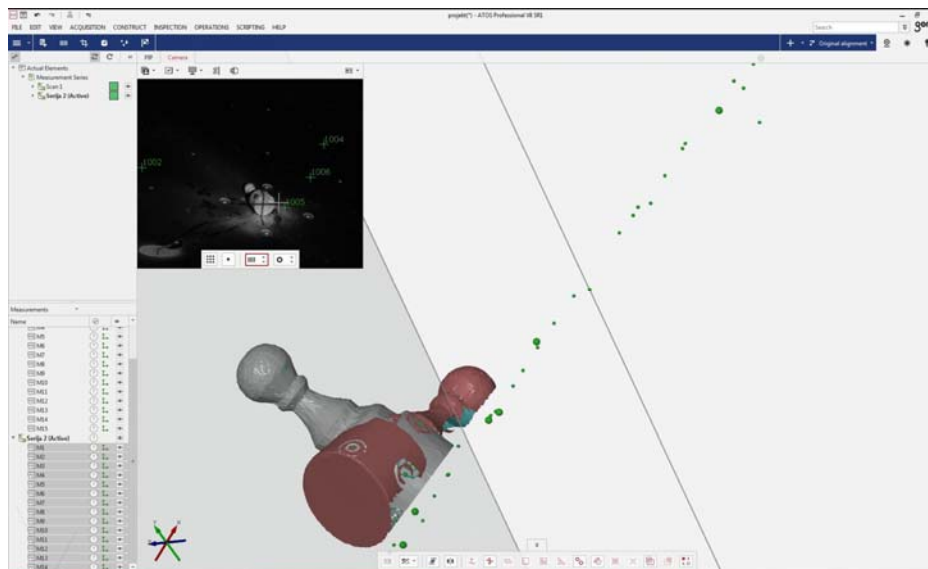 projekt(*) - ATOS Professional V8 SR1
FILE EDIT VIEW ACQUISITION CONSTRUCT INSPECTION OPERATIONS SCRIPTING HELP
Search
Original alignment
Camera
Actual Elements
Measurement Series
Scan 1
Serija 2 (Active)
1004
1002
1006
1005
Measurements
Name
M5
M6
M7
M8
M9
M10
M11
M12
M13
M14
M15
Serija 2 (Active)
M1
M2
M3
M4
M5
M6
M7
M8
M9
M10
M11
M12
M13
M14